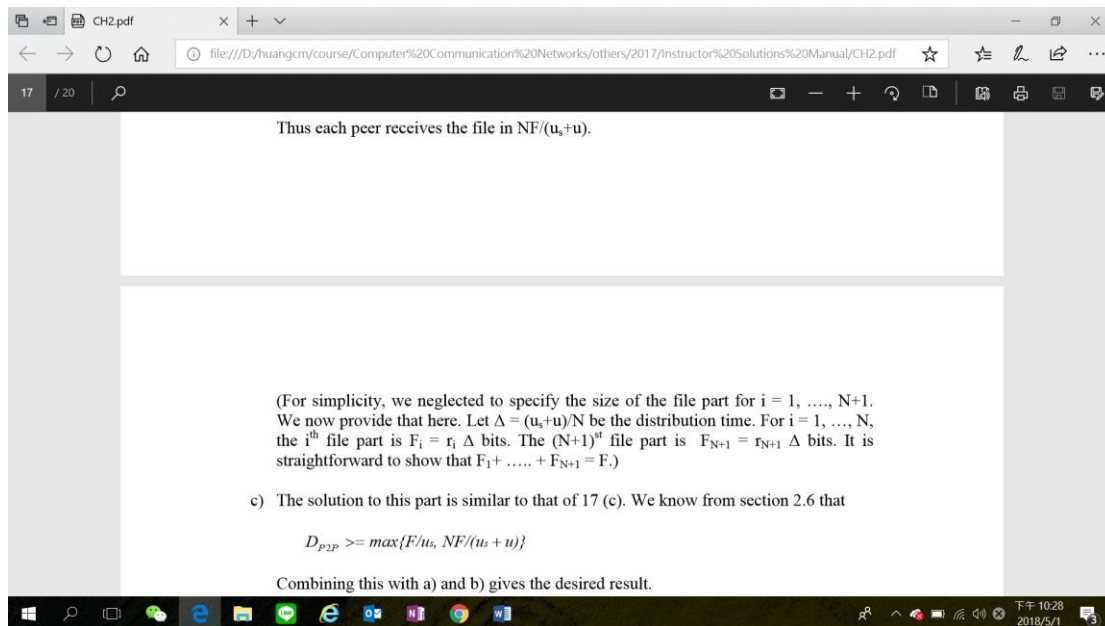 CH2.pdf
file:///D:/huangcm/course/Computer%20Communication%20Networks/others/2017/Instructor%20Solutions%20Manual/CH2.pdf
17 / 20
Thus each peer receives the file in NF/(uₛ+u).
(For simplicity, we neglected to specify the size of the file part for i = 1, …., N+1.
We now provide that here. Let Δ = (uₛ+u)/N be the distribution time. For i = 1, …, N,
the iᵗʰ file part is Fᵢ = rᵢ Δ bits. The (N+1)ˢᵗ file part is F_N+1 = r_N+1 Δ bits. It is
straightforward to show that F₁+ ….. + F_N+1 = F.)
c) The solution to this part is similar to that of 17 (c). We know from section 2.6 that
D_P2P >= max{F/uₛ, NF/(uₛ + u)}
Combining this with a) and b) gives the desired result.
下午 10:28
2018/5/1